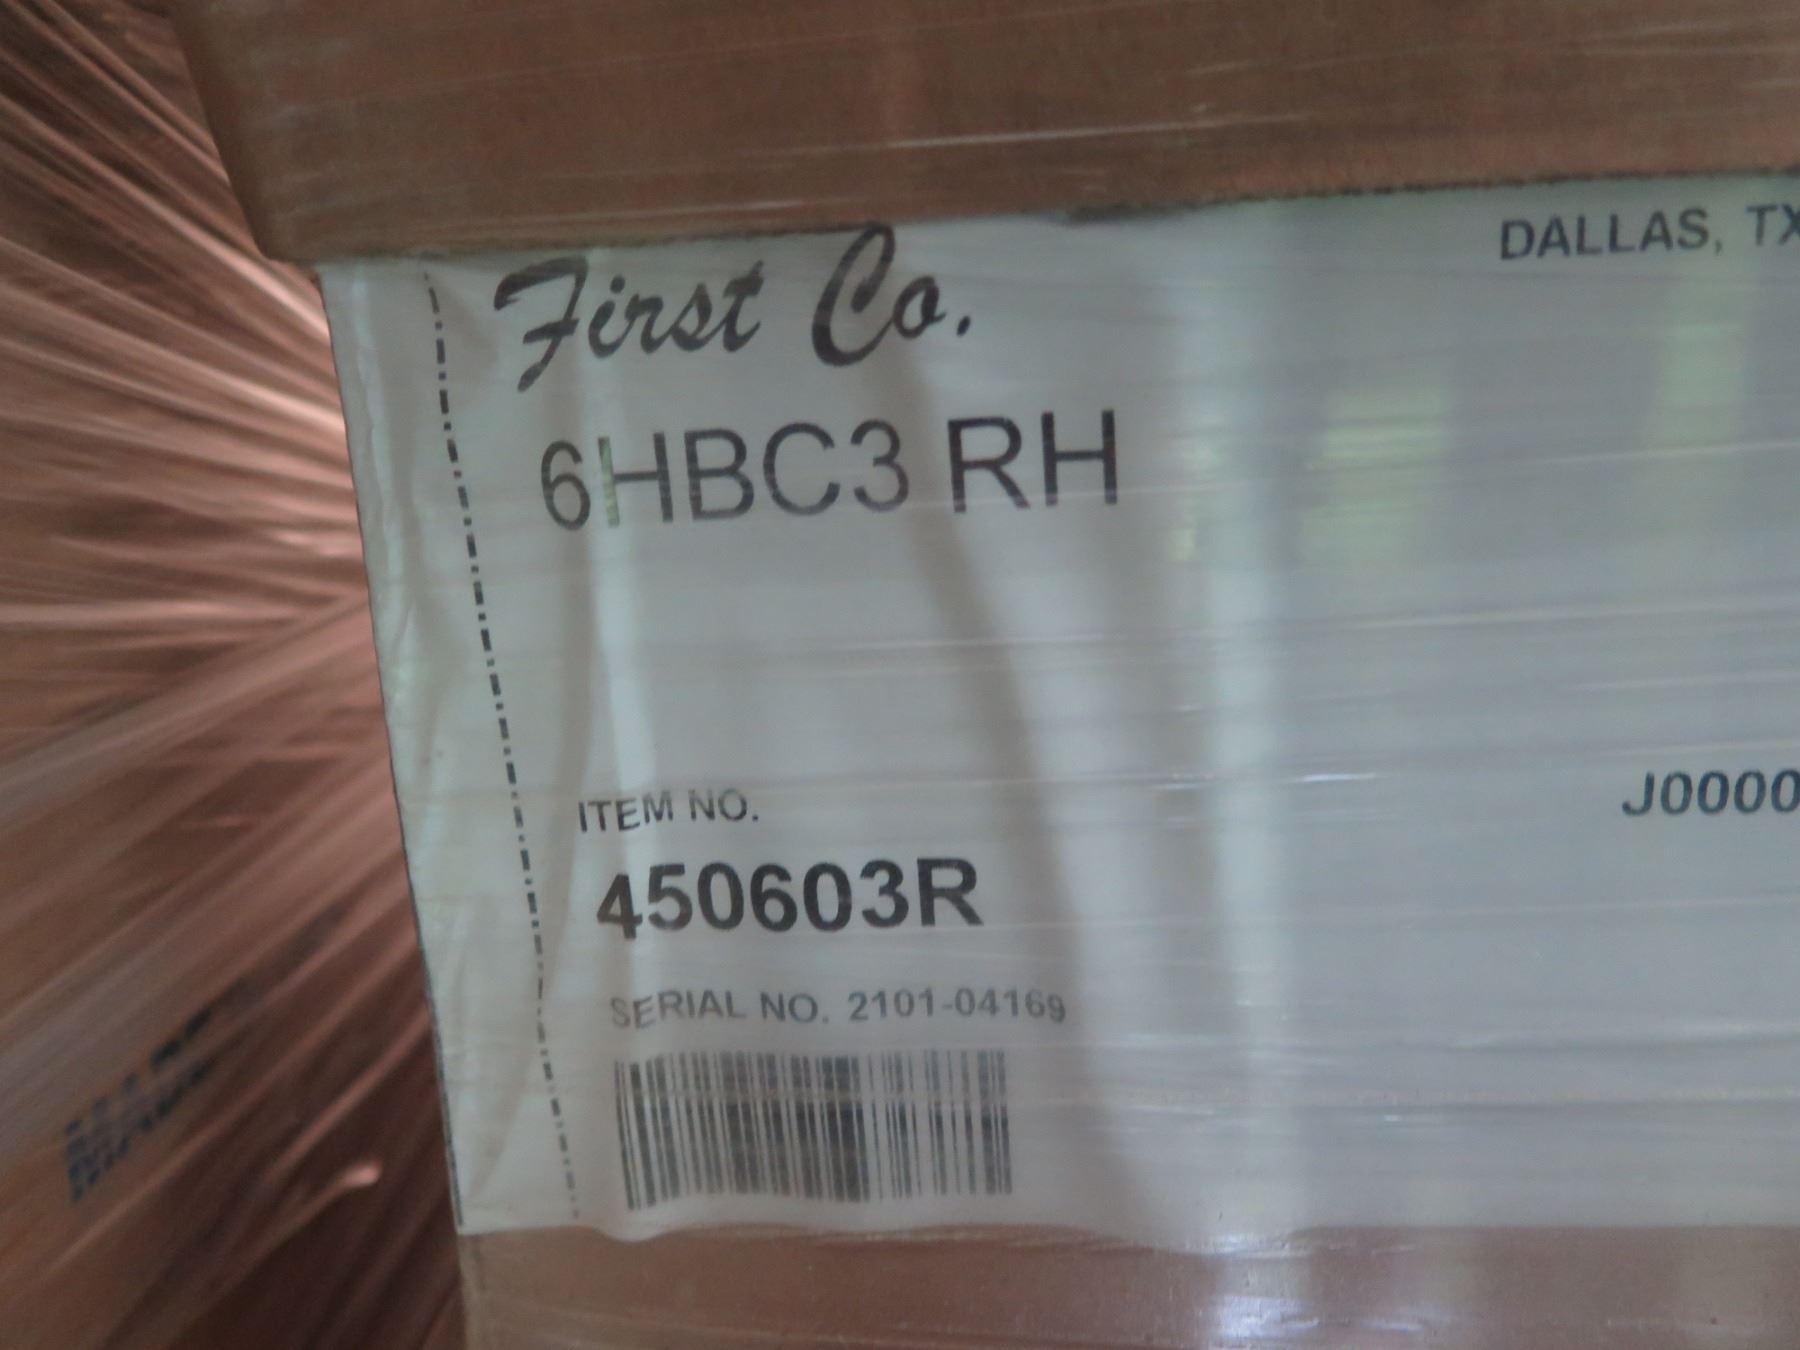 First Co.
DALLAS, TX
6HBC3 RH
ITEM NO.
J0000
450603R
SERIAL NO. 2101-04169